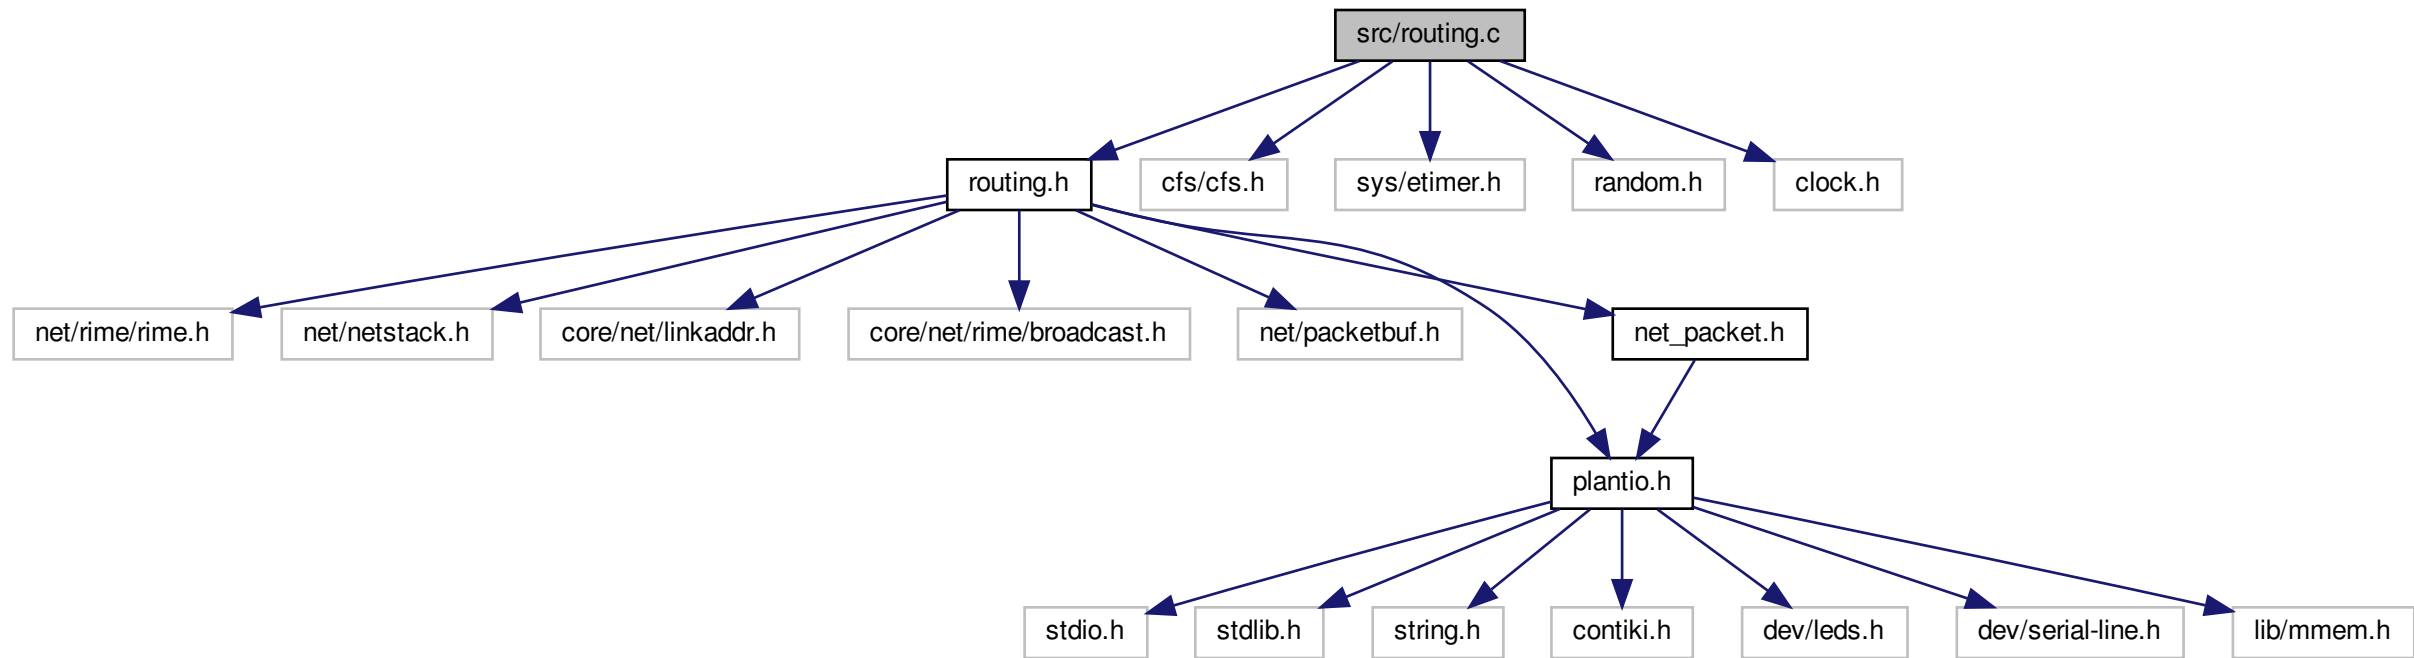 src/routing.c
routing.h
cfs/cfs.h
sys/etimer.h
random.h
clock.h
net/rime/rime.h
net/netstack.h
core/net/linkaddr.h
core/net/rime/broadcast.h
net/packetbuf.h
net_packet.h
plantio.h
stdio.h
stdlib.h
string.h
contiki.h
dev/leds.h
dev/serial-line.h
lib/mmem.h